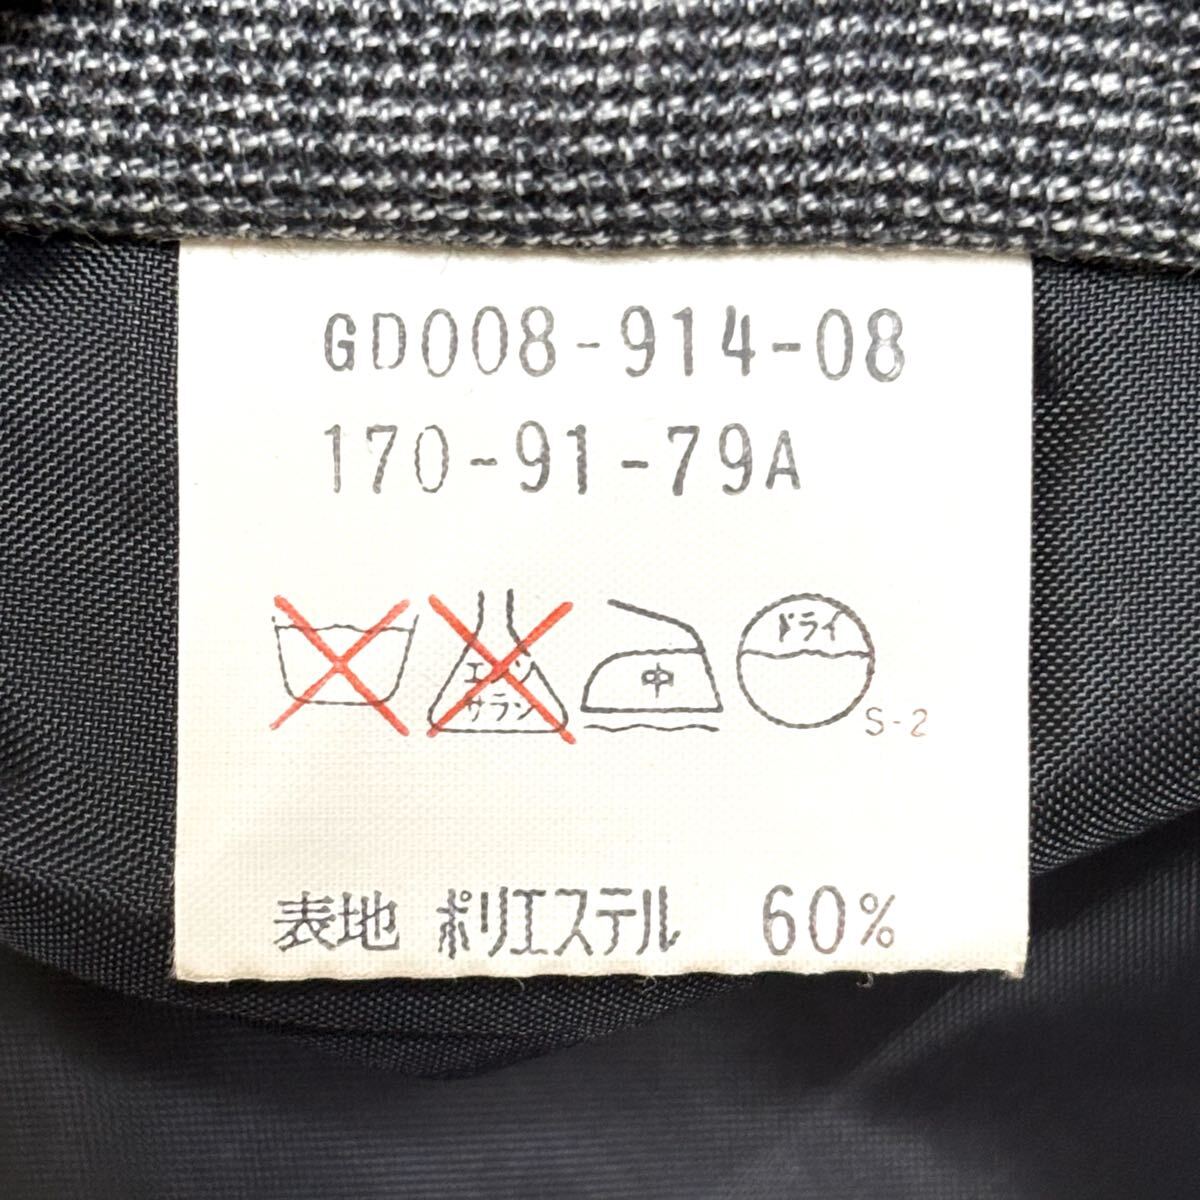 GD008-914-08
170-91-79A
エンソ
サラシ
中
ドライ
S-2
表地 ポリエステル 60%